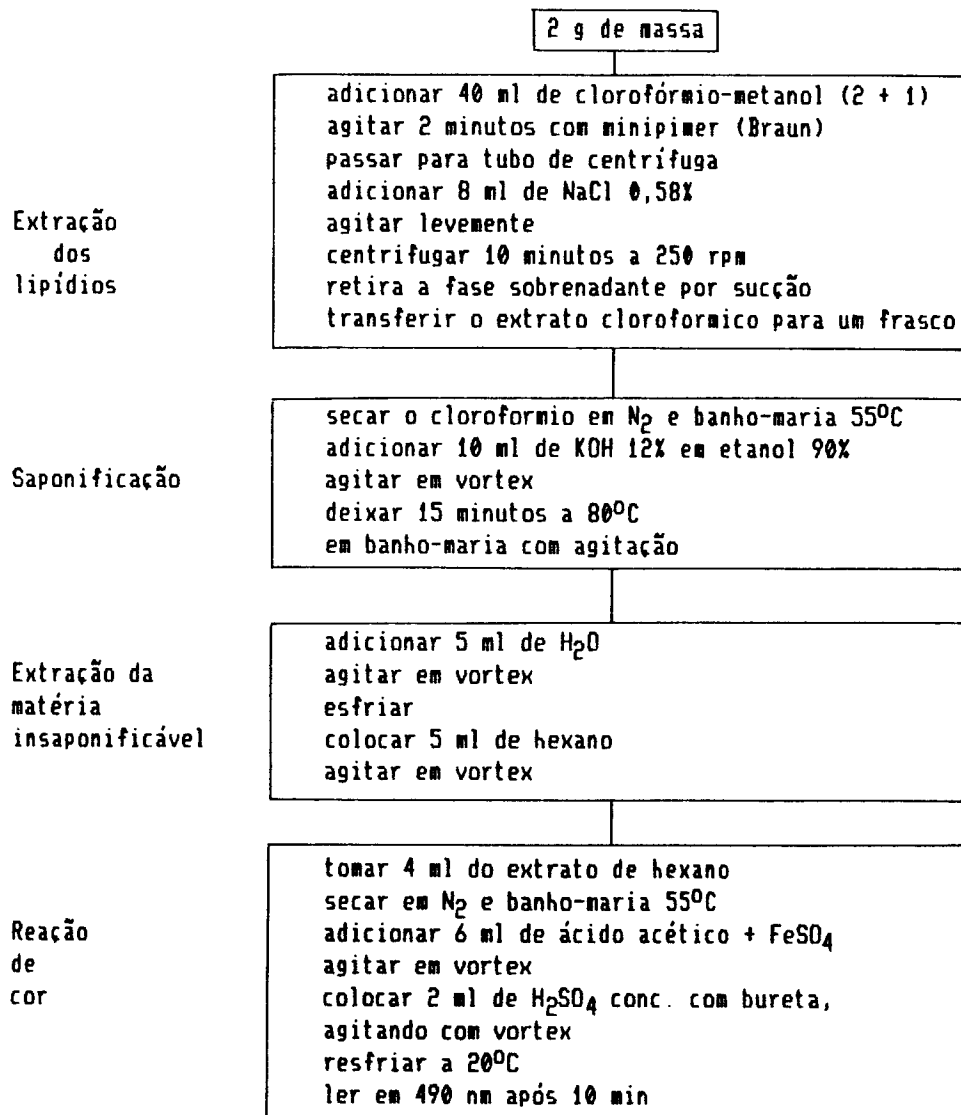 2 g de massa
adicionar 40 ml de clorofórmio-metanol (2 + 1)
agitar 2 minutos com minipimer (Braun)
passar para tubo de centrífuga
adicionar 8 ml de NaCl 0,58%
agitar levemente
centrifugar 10 minutos a 250 rpm
retira a fase sobrenadante por sucção
transferir o extrato cloroformico para um frasco
Extração
dos
lipídios
secar o cloroformio em N2 e banho-maria 55ºC
adicionar 10 ml de KOH 12% em etanol 90%
agitar em vortex
deixar 15 minutos a 80ºC
em banho-maria com agitação
Saponificação
adicionar 5 ml de H2O
agitar em vortex
esfriar
colocar 5 ml de hexano
agitar em vortex
Extração da
matéria
insaponificável
tomar 4 ml do extrato de hexano
secar em N2 e banho-maria 55ºC
adicionar 6 ml de ácido acético + FeSO4
agitar em vortex
colocar 2 ml de H2SO4 conc. com bureta,
agitando com vortex
resfriar a 20ºC
ler em 490 nm após 10 min
Reação
de
cor